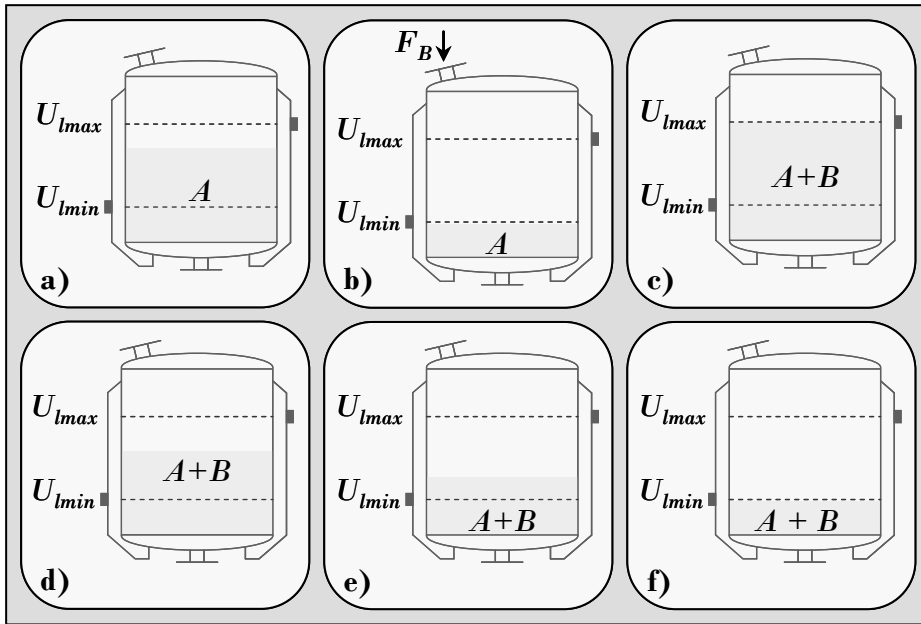 U_lmax
A
U_lmin
a)
F_B
U_lmax
U_lmin
A
b)
U_lmax
A+B
U_lmin
c)
U_lmax
A+B
U_lmin
d)
U_lmax
U_lmin
A+B
e)
U_lmax
U_lmin
A + B
f)